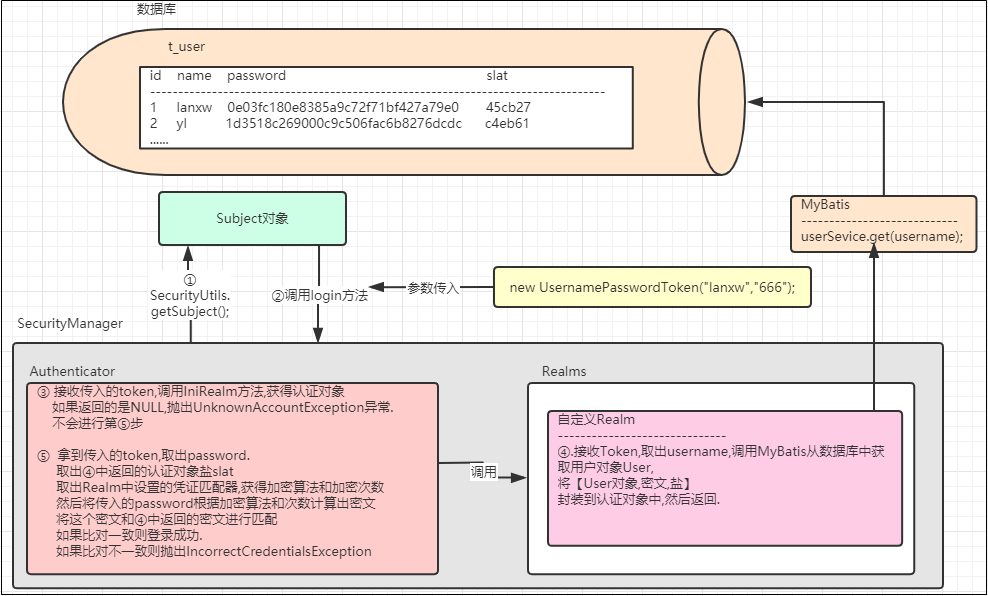 数据库
t_user
id name password slat
--------------------------------------------------------------------------------
1 lanxw 0e03fc180e8385a9c72f71bf427a79e0 45cb27
2 yl 1d3518c269000c9c506fac6b8276dcdc c4eb61
......
Subject对象
MyBatis
----------------------------
userSevice.get(username);
①
SecurityUtils.
getSubject();
②调用login方法
参数传入
new UsernamePasswordToken("lanxw","666");
SecurityManager
Authenticator
③ 接收传入的token,调用IniRealm方法,获得认证对象
如果返回的是NULL,抛出UnknownAccountException异常.
不会进行第⑤步
⑤ 拿到传入的token,取出password.
取出④中返回的认证对象盐slat
取出Realm中设置的凭证匹配器,获得加密算法和加密次数
然后将传入的password根据加密算法和次数计算出密文
将这个密文和④中返回的密文进行匹配
如果比对一致则登录成功.
如果比对不一致则抛出IncorrectCredentialsException
调用
Realms
自定义Realm
------------------------------
④.接收Token,取出username,调用MyBatis从数据库中获
取用户对象User,
将【User对象,密文,盐】
封装到认证对象中,然后返回.